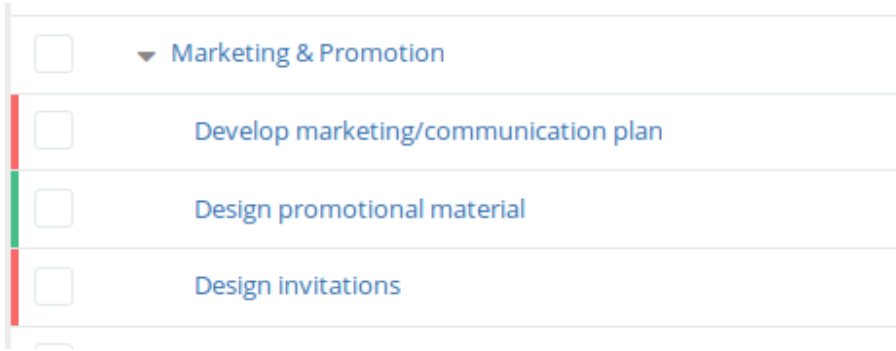 Marketing & Promotion
Develop marketing/communication plan
Design promotional material
Design invitations